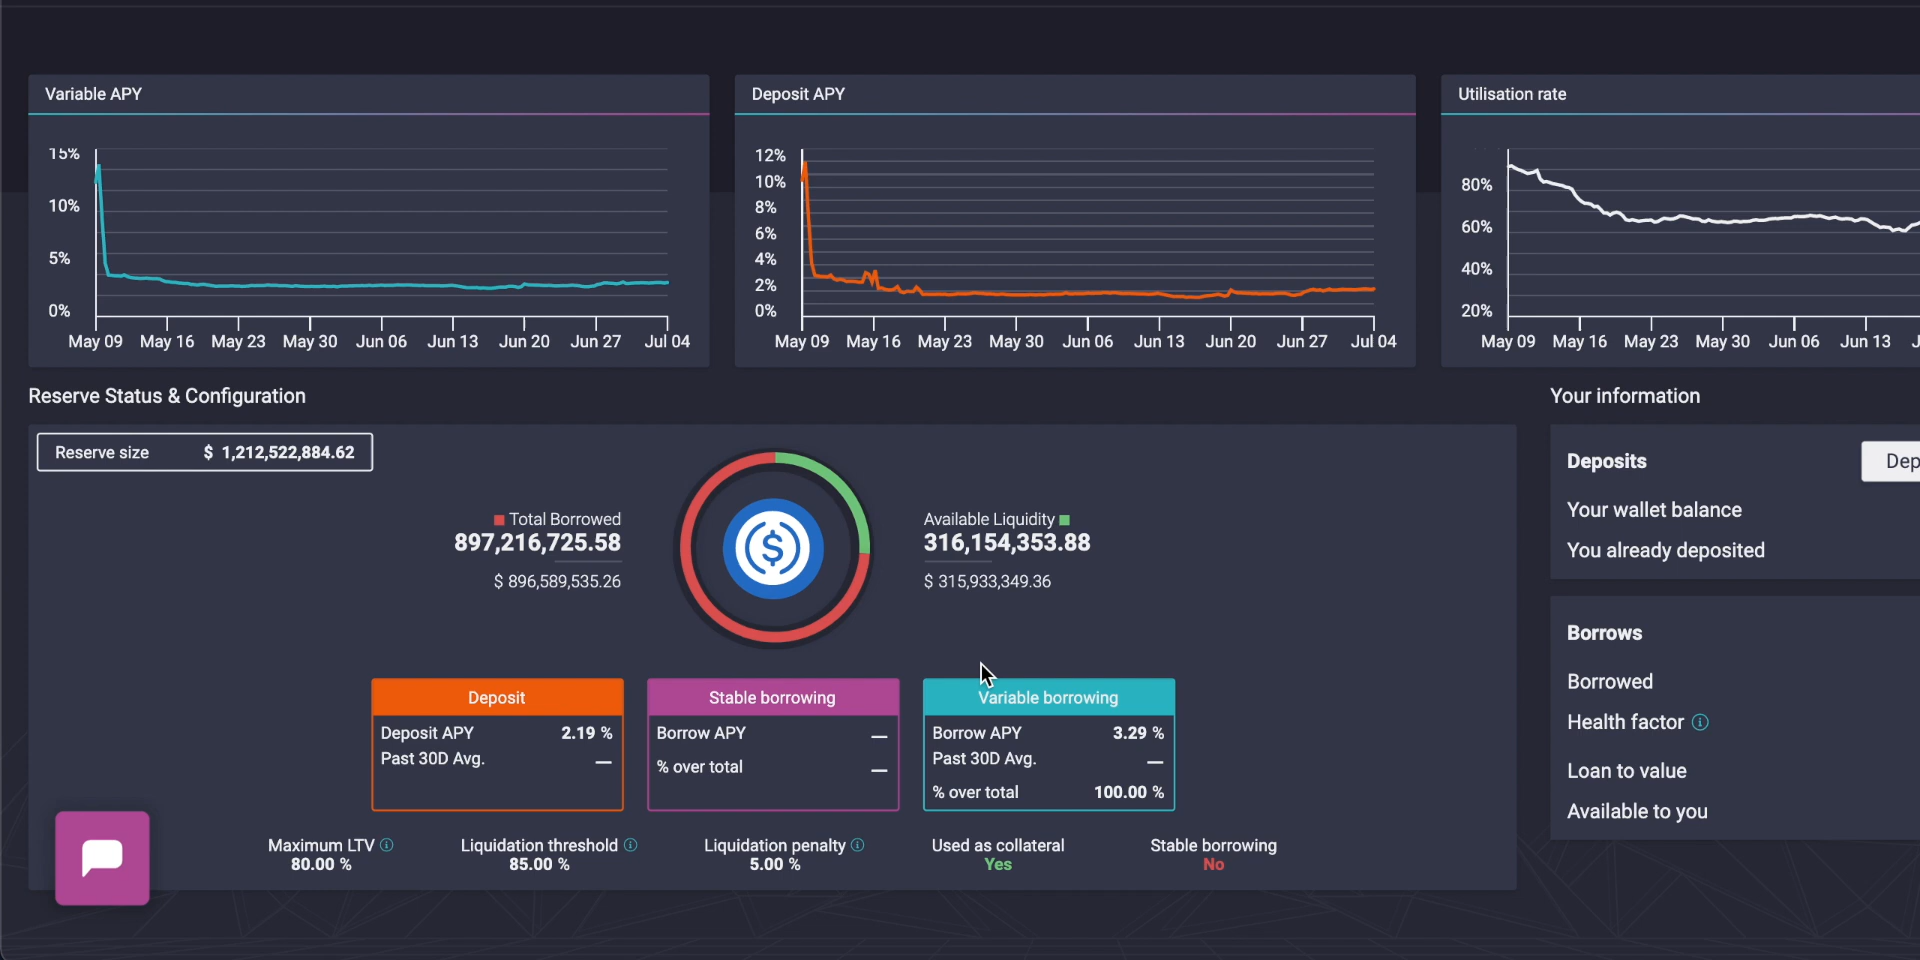 Variable APY
15%
10%
5%
0%
May 09 May 16 May 23 May 30 Jun 06 Jun 13 Jun 20 Jun 27 Jul 04
Deposit APY
12%
10%
8%
6%
4%
2%
0%
May 09 May 16 May 23 May 30 Jun 06 Jun 13 Jun 20 Jun 27 Jul 04
Utilisation rate
80%
60%
40%
20%
May 09 May 16 May 23 May 30 Jun 06 Jun 13
Reserve Status & Configuration
Reserve size $ 1,212,522,884.62
Total Borrowed
897,216,725.58
$ 896,589,535.26
$
Available Liquidity
316,154,353.88
$ 315,933,349.36
Deposit
Deposit APY 2.19 %
Past 30D Avg. —
Stable borrowing
Borrow APY —
% over total —
Variable borrowing
Borrow APY 3.29 %
Past 30D Avg. —
% over total 100.00 %
Maximum LTV
80.00 %
Liquidation threshold
85.00 %
Liquidation penalty
5.00 %
Used as collateral
Yes
Stable borrowing
No
Your information
Deposits
Dep
Your wallet balance
You already deposited
Borrows
Borrowed
Health factor
Loan to value
Available to you